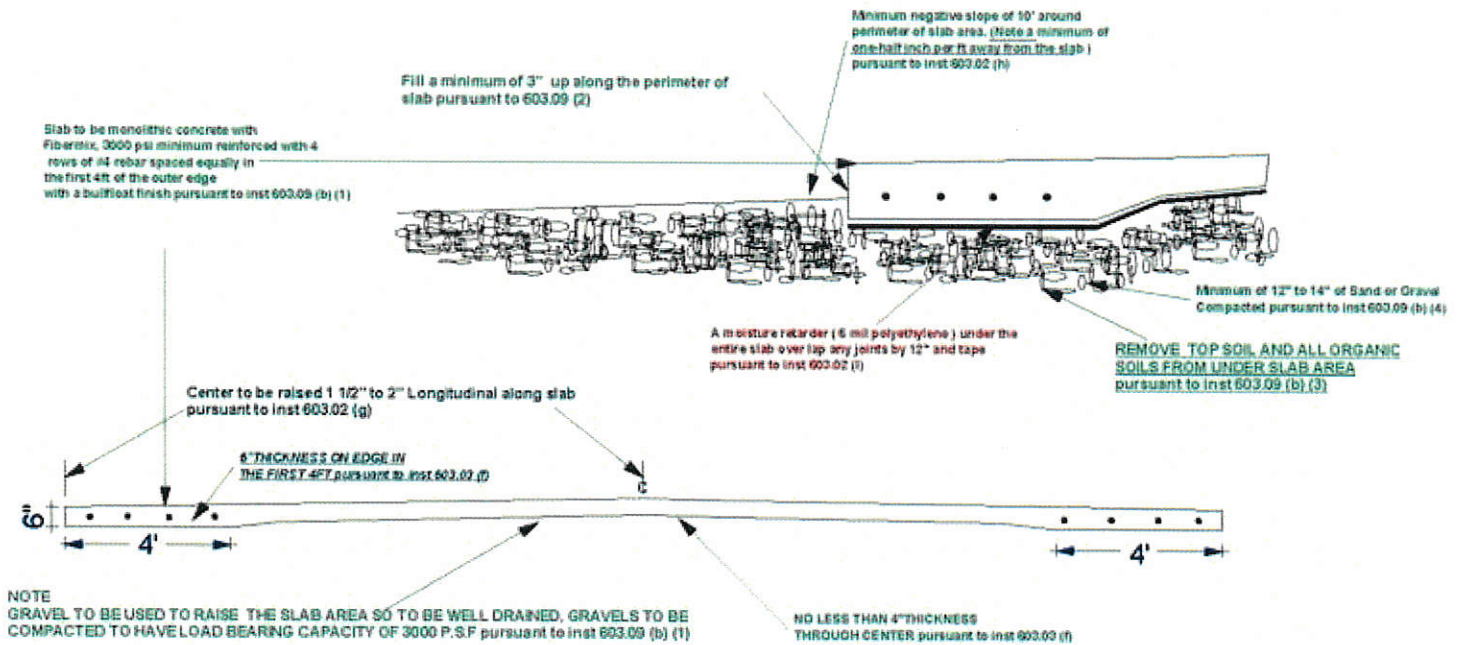 Minimum negative slope of 10' around
perimeter of slab area. (Note a minimum of
one-half inch per ft away from the slab )
pursuant to inst 603.02 (h)
Fill a minimum of 3" up along the perimeter of
slab pursuant to 603.09 (2)
Slab to be monolithic concrete with
Fibermix, 3000 psi minimum reinforced with 4
rows of #4 rebar spaced equally in
the first 4ft of the outer edge
with a bullfloat finish pursuant to inst 603.09 (b) (1)
Minimum of 12" to 14" of Sand or Gravel
Compacted pursuant to inst 603.09 (b) (4)
A moisture retarder ( 6 mil polyethylene ) under the
entire slab over lap any joints by 12" and tape
pursuant to inst 603.02 (i)
REMOVE TOP SOIL AND ALL ORGANIC
SOILS FROM UNDER SLAB AREA
pursuant to inst 603.09 (b) (3)
Center to be raised 1 1/2" to 2" Longitudinal along slab
pursuant to inst 603.02 (g)
6" THICKNESS ON EDGE IN
THE FIRST 4FT pursuant to inst 603.03 (f)
C
6"
4'
4'
NOTE
GRAVEL TO BE USED TO RAISE THE SLAB AREA SO TO BE WELL DRAINED, GRAVELS TO BE
COMPACTED TO HAVE LOAD BEARING CAPACITY OF 3000 P.S.F pursuant to inst 603.09 (b) (1)
NO LESS THAN 4" THICKNESS
THROUGH CENTER pursuant to inst 603.03 (f)